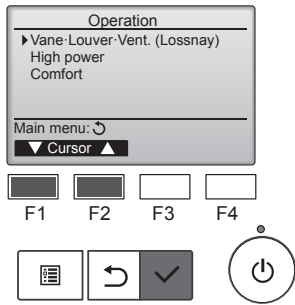 Operation
Vane·Louver·Vent. (Lossnay)
High power
Comfort
Main menu:
Cursor
F1 F2 F3 F4